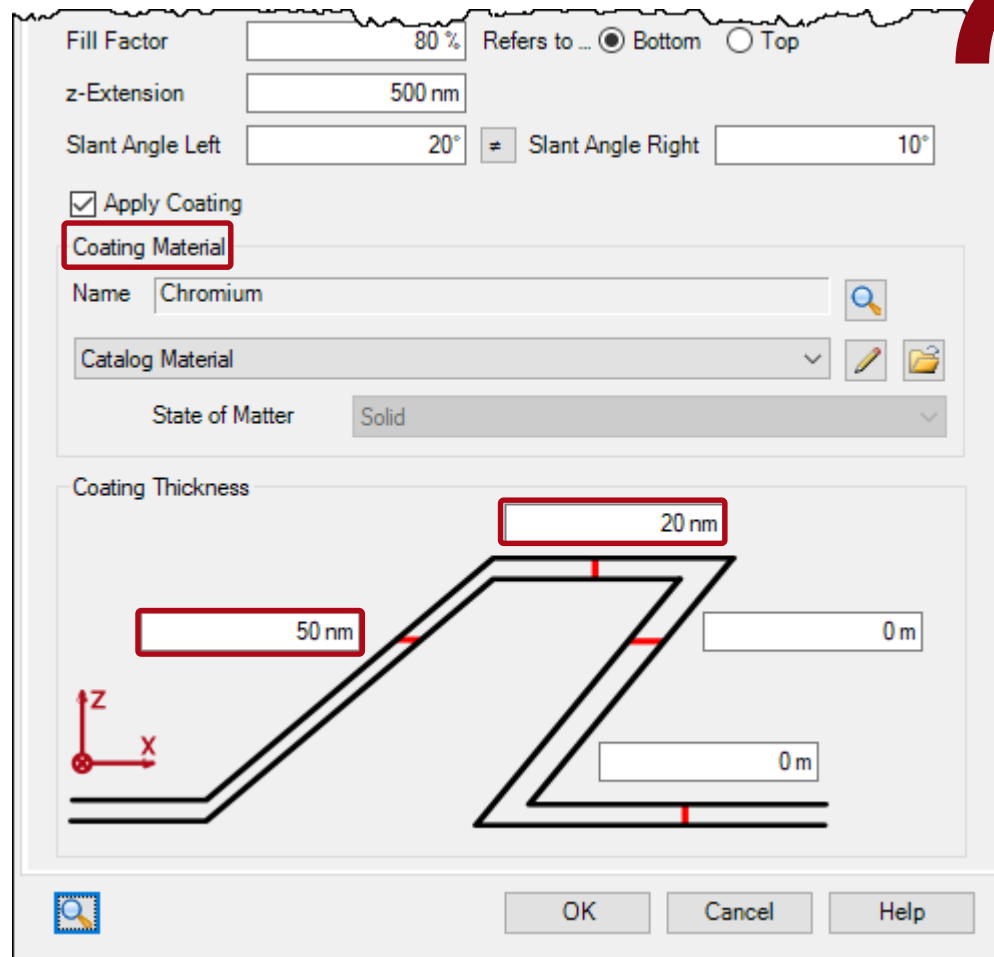 Fill Factor 80 % Refers to ... Bottom Top
z-Extension 500 nm
Slant Angle Left 20° ≠ Slant Angle Right 10°
Apply Coating
Coating Material
Name Chromium
Catalog Material
State of Matter Solid
Coating Thickness
20 nm
50 nm 0 m
Z
X
0 m
OK Cancel Help